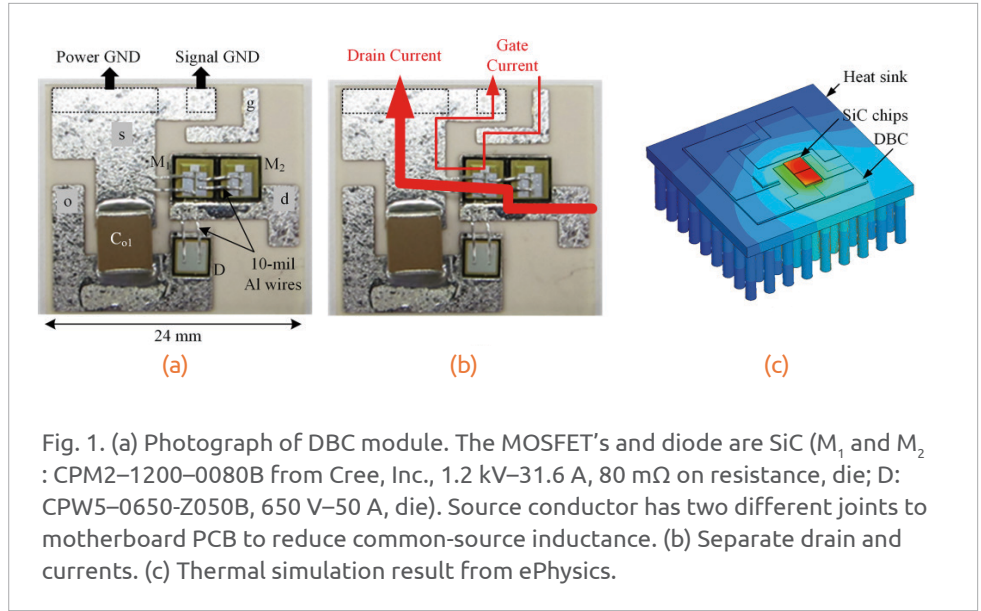 Power GND
Signal GND
g
s
M1
M2
o
d
Co1
D
10-mil
Al wires
24 mm
(a)
Drain Current
Gate
Current
(b)
Heat sink
SiC chips
DBC
(c)
Fig. 1. (a) Photograph of DBC module. The MOSFET’s and diode are SiC (M1 and M2
: CPM2–1200–0080B from Cree, Inc., 1.2 kV–31.6 A, 80 mΩ on resistance, die; D:
CPW5–0650-Z050B, 650 V–50 A, die). Source conductor has two different joints to
motherboard PCB to reduce common-source inductance. (b) Separate drain and
currents. (c) Thermal simulation result from ePhysics.